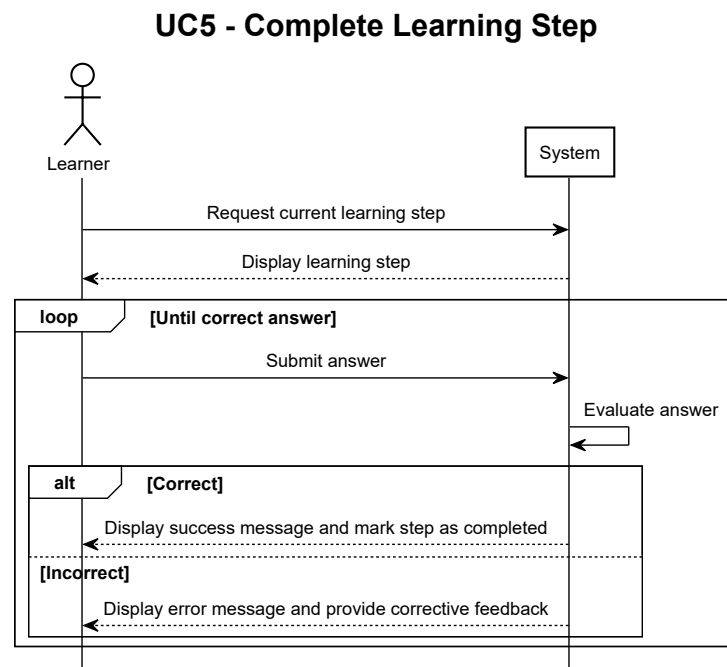 UC5 - Complete Learning Step
Learner
System
Request current learning step
Display learning step
loop
[Until correct answer]
Submit answer
Evaluate answer
alt
[Correct]
Display success message and mark step as completed
[Incorrect]
Display error message and provide corrective feedback